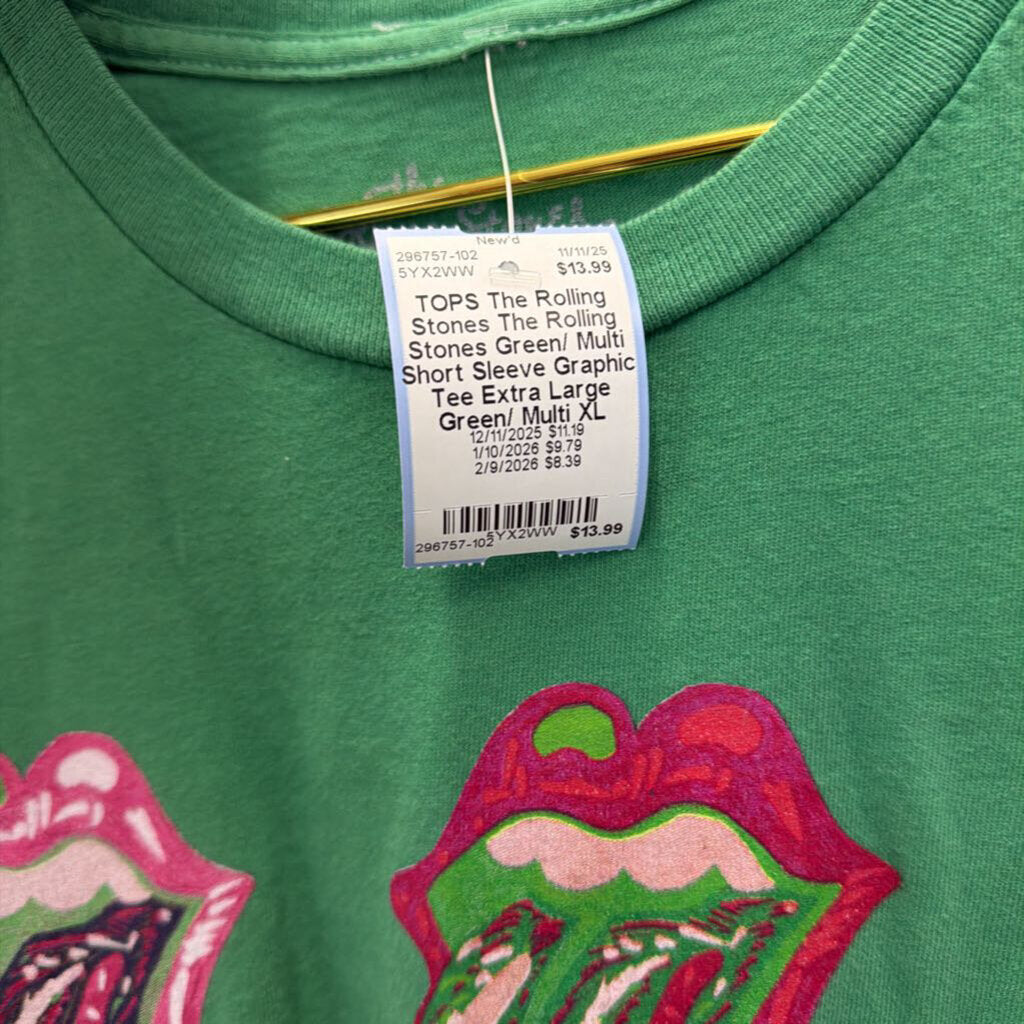 New'd
296757-102 11/11/25
5YX2WW $13.99
TOPS The Rolling
Stones The Rolling
Stones Green/ Multi
Short Sleeve Graphic
Tee Extra Large
Green/ Multi XL
12/11/2025 $11.19
1/10/2026 $9.79
2/9/2026 $8.39
296757-102 5YX2WW $13.99